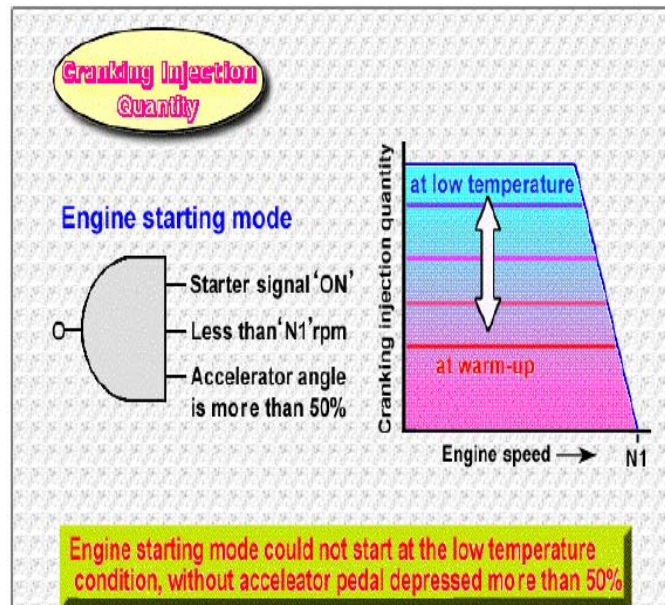 Cranking Injection
Quantity
Engine starting mode
Starter signal 'ON'
Less than 'N1' rpm
Accelerator angle
is more than 50%
Cranking injection quantity
at low temperature
at warm-up
Engine speed
N1
Engine starting mode could not start at the low temperature
condition, without acceleator pedal depressed more than 50%